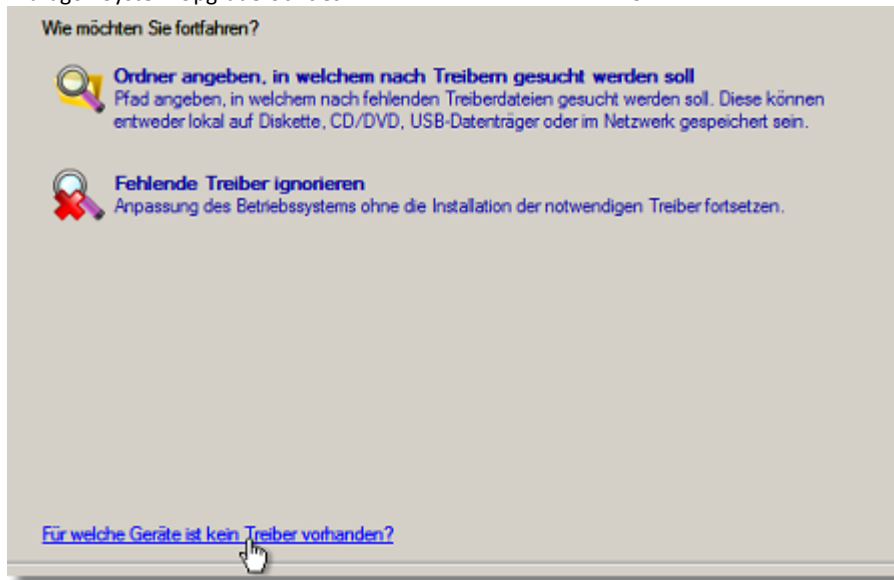 Wie möchten Sie fortfahren?
Ordner angeben, in welchem nach Treibern gesucht werden soll
Pfad angeben, in welchem nach fehlenden Treiberdateien gesucht werden soll. Diese können
entweder lokal auf Diskette, CD/DVD, USB-Datenträger oder im Netzwerk gespeichert sein.
Fehlende Treiber ignorieren
Anpassung des Betriebssystems ohne die Installation der notwendigen Treiber fortsetzen.
Für welche Geräte ist kein Treiber vorhanden?